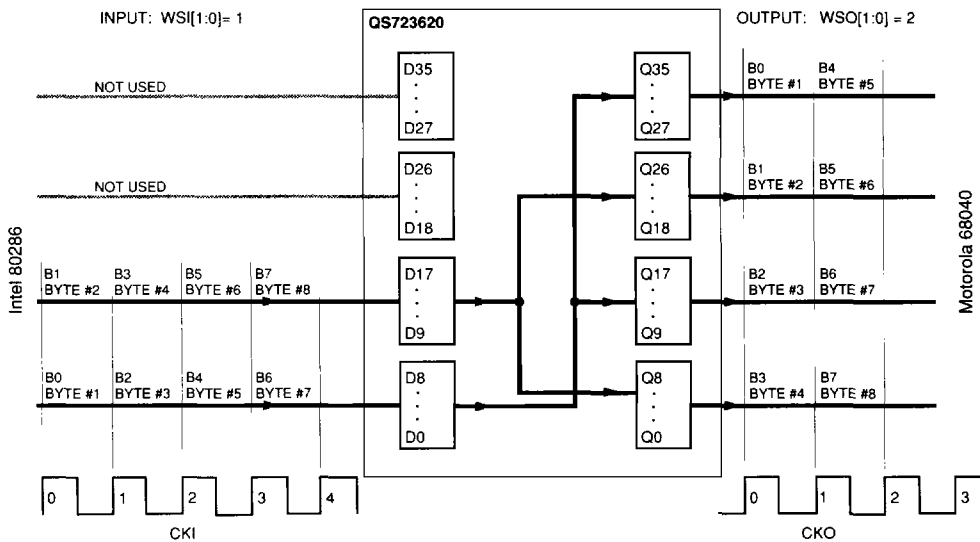 INPUT: WSI[1:0]= 1
QS723620
OUTPUT: WSO[1:0] = 2
NOT USED
D35
D27
Q35
Q27
B0
BYTE #1
B4
BYTE #5
NOT USED
D26
D18
Q26
Q18
B1
BYTE #2
B5
BYTE #6
Intel 80286
Motorola 68040
B1
BYTE #2
B3
BYTE #4
B5
BYTE #6
B7
BYTE #8
D17
D9
Q17
Q9
B2
BYTE #3
B6
BYTE #7
B0
BYTE #1
B2
BYTE #3
B4
BYTE #5
B6
BYTE #7
D8
D0
Q8
Q0
B3
BYTE #4
B7
BYTE #8
0 1 2 3 4
CKI
0 1 2 3
CKO